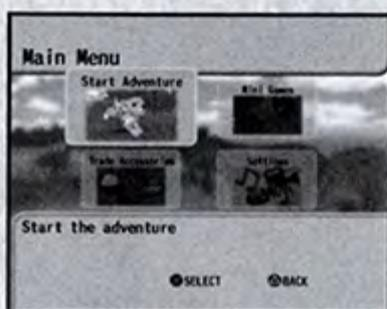 Main Menu
Start Adventure
Mini Games
Trade Accessories
Settings
Start the adventure
SELECT
BACK